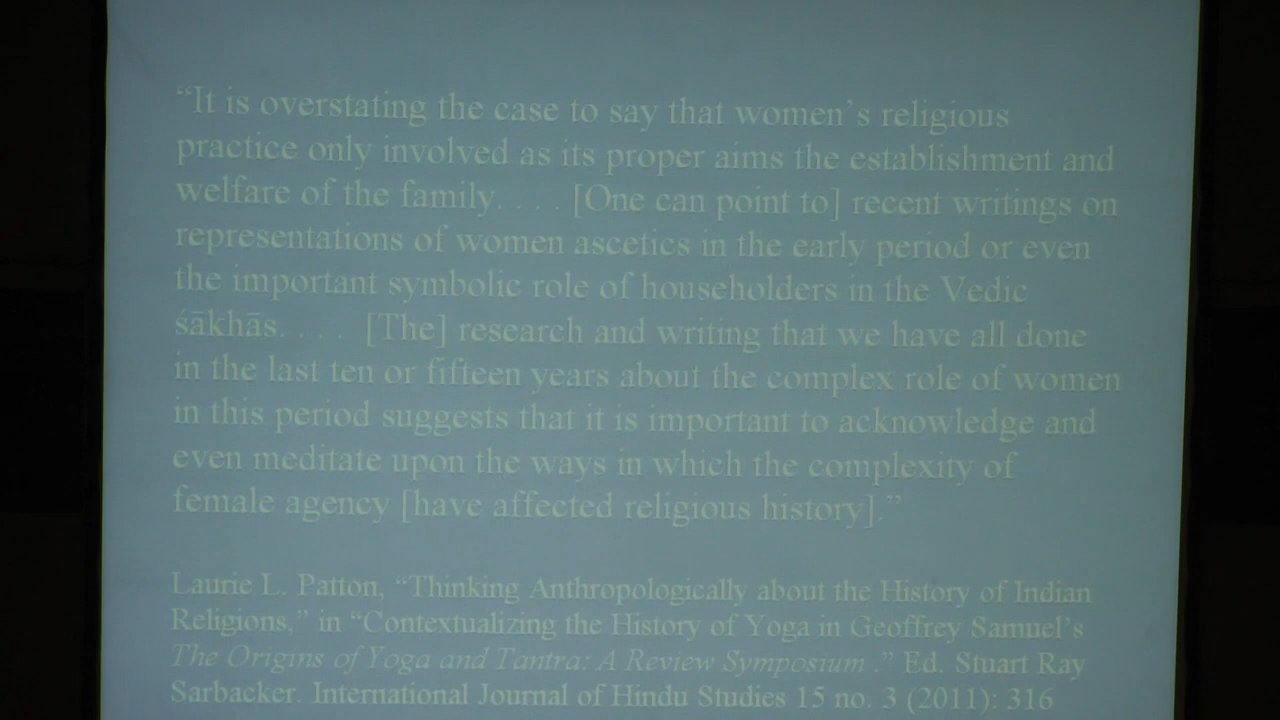 “It is overstating the case to say that women’s religious
practice only involved as its proper aims the establishment and
welfare of the family. . . . [One can point to] recent writings on
representations of women ascetics in the early period or even
the important symbolic role of householders in the Vedic
śākhās. . . . [The] research and writing that we have all done
in the last ten or fifteen years about the complex role of women
in this period suggests that it is important to acknowledge and
even meditate upon the ways in which the complexity of
female agency [have affected religious history].”
Laurie L. Patton, “Thinking Anthropologically about the History of Indian
Religions,” in “Contextualizing the History of Yoga in Geoffrey Samuel’s
The Origins of Yoga and Tantra: A Review Symposium .” Ed. Stuart Ray
Sarbacker. International Journal of Hindu Studies 15 no. 3 (2011): 316